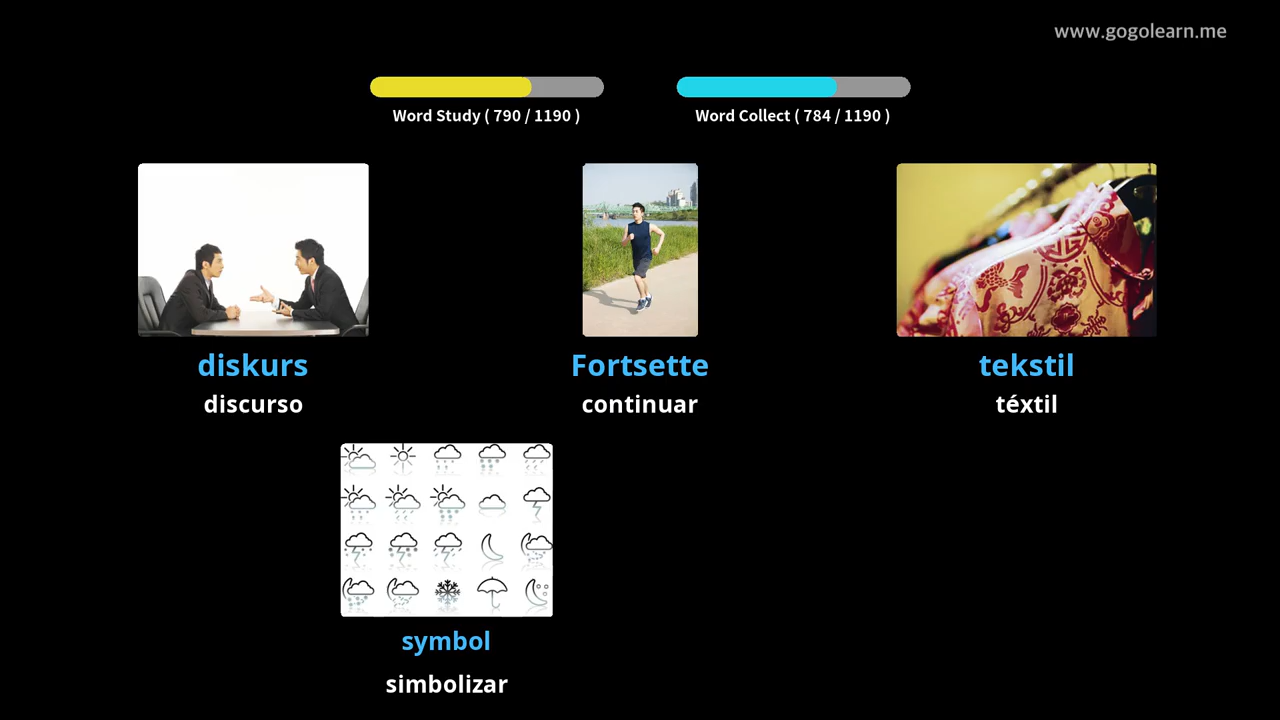 www.gogolearn.me
Word Study ( 790 / 1190 )
Word Collect ( 784 / 1190 )
diskurs
discurso
Fortsette
continuar
tekstil
téxtil
symbol
simbolizar